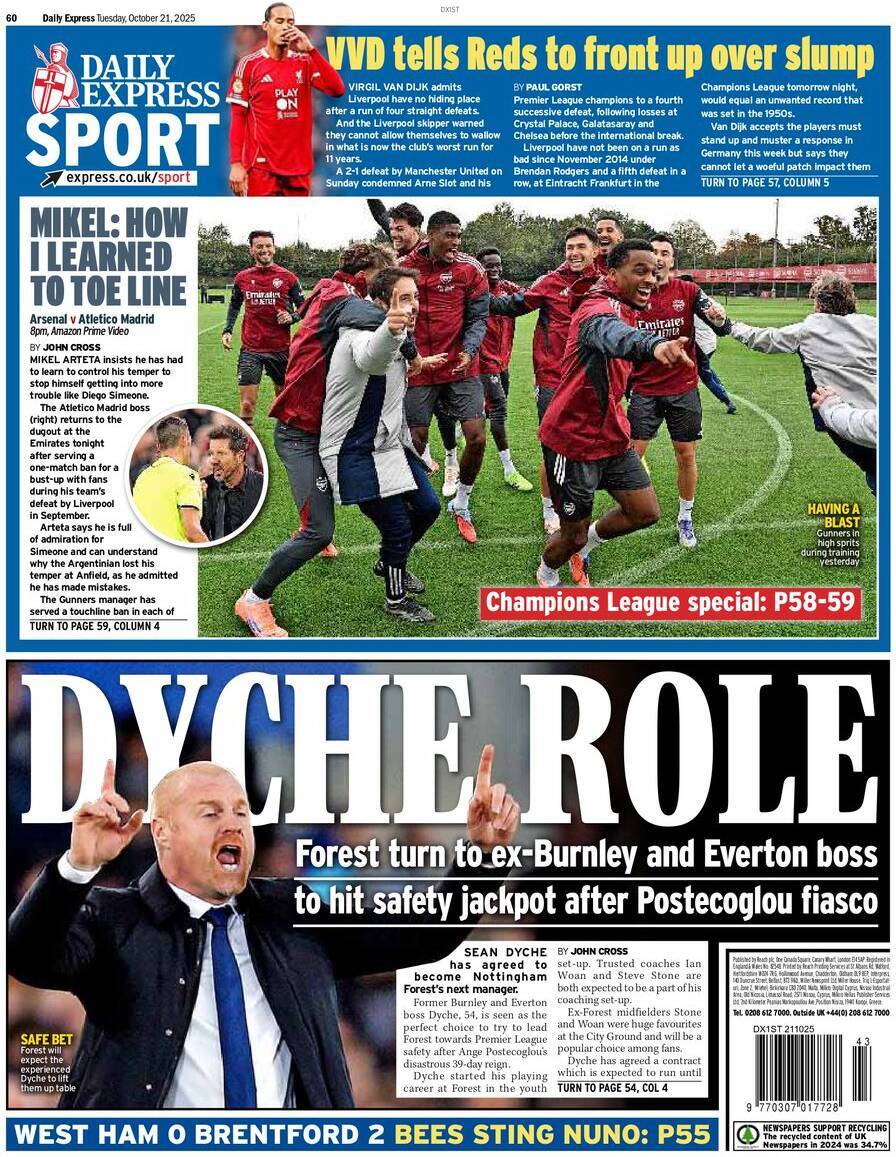 DX1ST
60 Daily Express Tuesday, October 21, 2025
DAILY
EXPRESS
SPORT
express.co.uk/sport
PLAY
ON
VVD tells Reds to front up over slump
VIRGIL VAN DIJK admits
Liverpool have no hiding place
after a run of four straight defeats.
And the Liverpool skipper warned
they cannot allow themselves to wallow
in what is now the club's worst run for
11 years.
A 2-1 defeat by Manchester United on
Sunday condemned Arne Slot and his
BY PAUL GORST
Premier League champions to a fourth
successive defeat, following losses at
Crystal Palace, Galatasaray and
Chelsea before the international break.
Liverpool have not been on a run as
bad since November 2014 under
Brendan Rodgers and a fifth defeat in a
row, at Eintracht Frankfurt in the
Champions League tomorrow night,
would equal an unwanted record that
was set in the 1950s.
Van Dijk accepts the players must
stand up and muster a response in
Germany this week but says they
cannot let a woeful patch impact them
TURN TO PAGE 57, COLUMN 5
MIKEL: HOW
I LEARNED
TO TOE LINE
Arsenal v Atletico Madrid
8pm, Amazon Prime Video
BY JOHN CROSS
MIKEL ARTETA insists he has had
to learn to control his temper to
stop himself getting into more
trouble like Diego Simeone.
The Atletico Madrid boss
(right) returns to the
dugout at the
Emirates tonight
after serving a
one-match ban for a
bust-up with fans
during his team's
defeat by Liverpool
in September.
Arteta says he is full
of admiration for
Simeone and can understand
why the Argentinian lost his
temper at Anfield, as he admitted
he has made mistakes.
The Gunners manager has
served a touchline ban in each of
TURN TO PAGE 59, COLUMN 4
Emirates
FLY BETTER
Emirates
FLY BETTER
HAVING A
BLAST
Gunners in
high sprits
during training
yesterday
Champions League special: P58-59
DYCHE ROLE
Forest turn to ex-Burnley and Everton boss
to hit safety jackpot after Postecoglou fiasco
SAFE BET
Forest will
expect the
experienced
Dyche to lift
them up table
SEAN DYCHE
has agreed to
become Nottingham
Forest's next manager.
Former Burnley and Everton
boss Dyche, 54, is seen as the
perfect choice to try to lead
Forest towards Premier League
safety after Ange Postecoglou's
disastrous 39-day reign.
Dyche started his playing
career at Forest in the youth
BY JOHN CROSS
set-up. Trusted coaches Ian
Woan and Steve Stone are
both expected to be a part of his
coaching set-up.
Ex-Forest midfielders Stone
and Woan were huge favourites
at the City Ground and will be a
popular choice among fans.
Dyche has agreed a contract
which is expected to run until
TURN TO PAGE 54, COL 4
Published by Reach plc, One Canada Square, Canary Wharf, London E14 5AP. Registered in
Tel. 0208 612 7000. Outside UK +44(0) 208 612 7000
DX1ST 211025
43
9 770307 017728
NEWSPAPERS SUPPORT RECYCLING
The recycled content of UK
Newspapers in 2024 was 34.7%
WEST HAM 0 BRENTFORD 2 BEES STING NUNO: P55